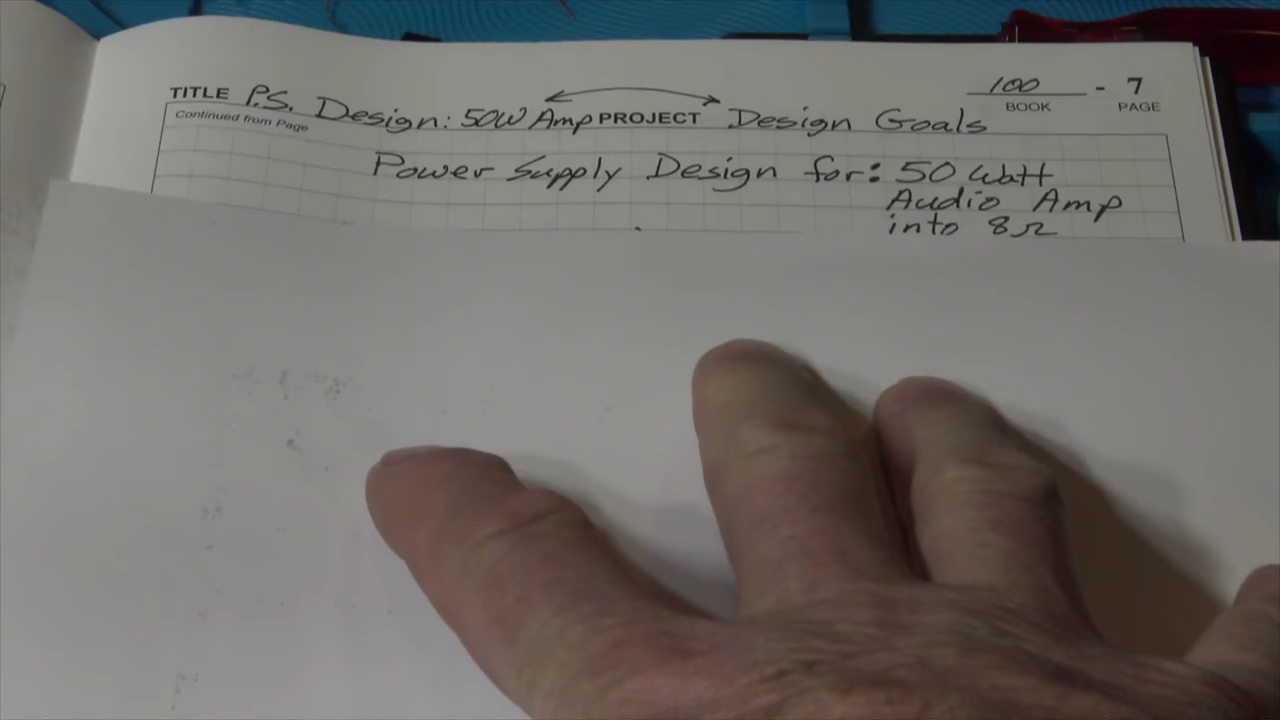 100 - 7
BOOK PAGE
TITLE P.S. Design: 50W Amp PROJECT Design Goals
Continued from Page
Power Supply Design for: 50 Watt
Audio Amp
into 8Ω